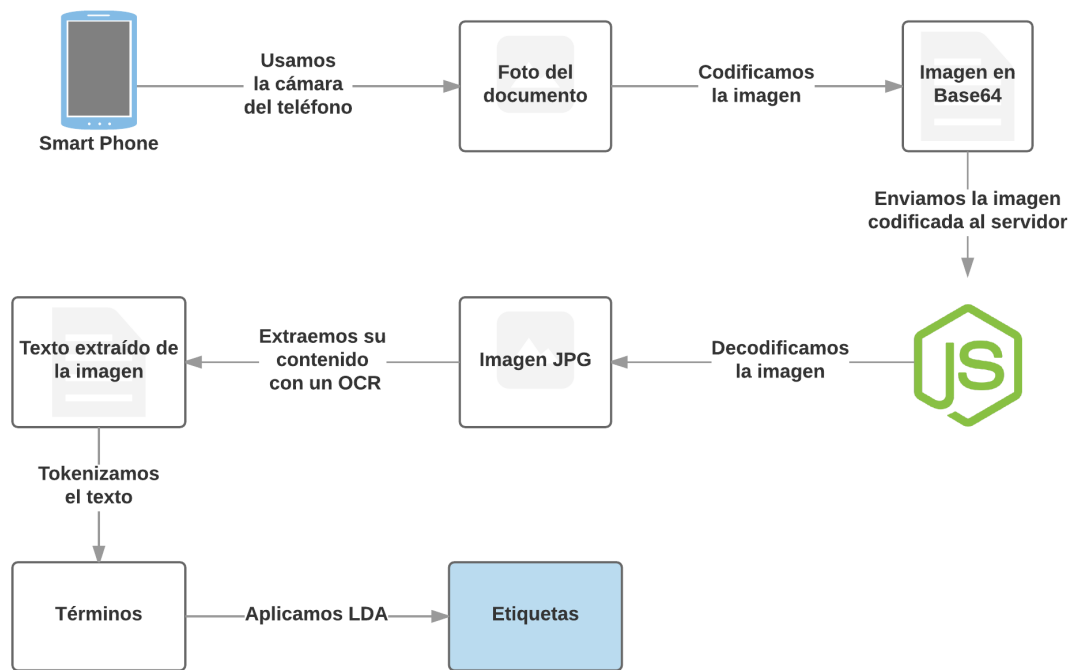 Usamos
la cámara
del teléfono
Smart Phone
Foto del
documento
Codificamos
la imagen
Imagen en
Base64
Enviamos la imagen
codificada al servidor
JS
Decodificamos
la imagen
Imagen JPG
Extraemos su
contenido
con un OCR
Texto extraído de
la imagen
Tokenizamos
el texto
Términos
Aplicamos LDA
Etiquetas